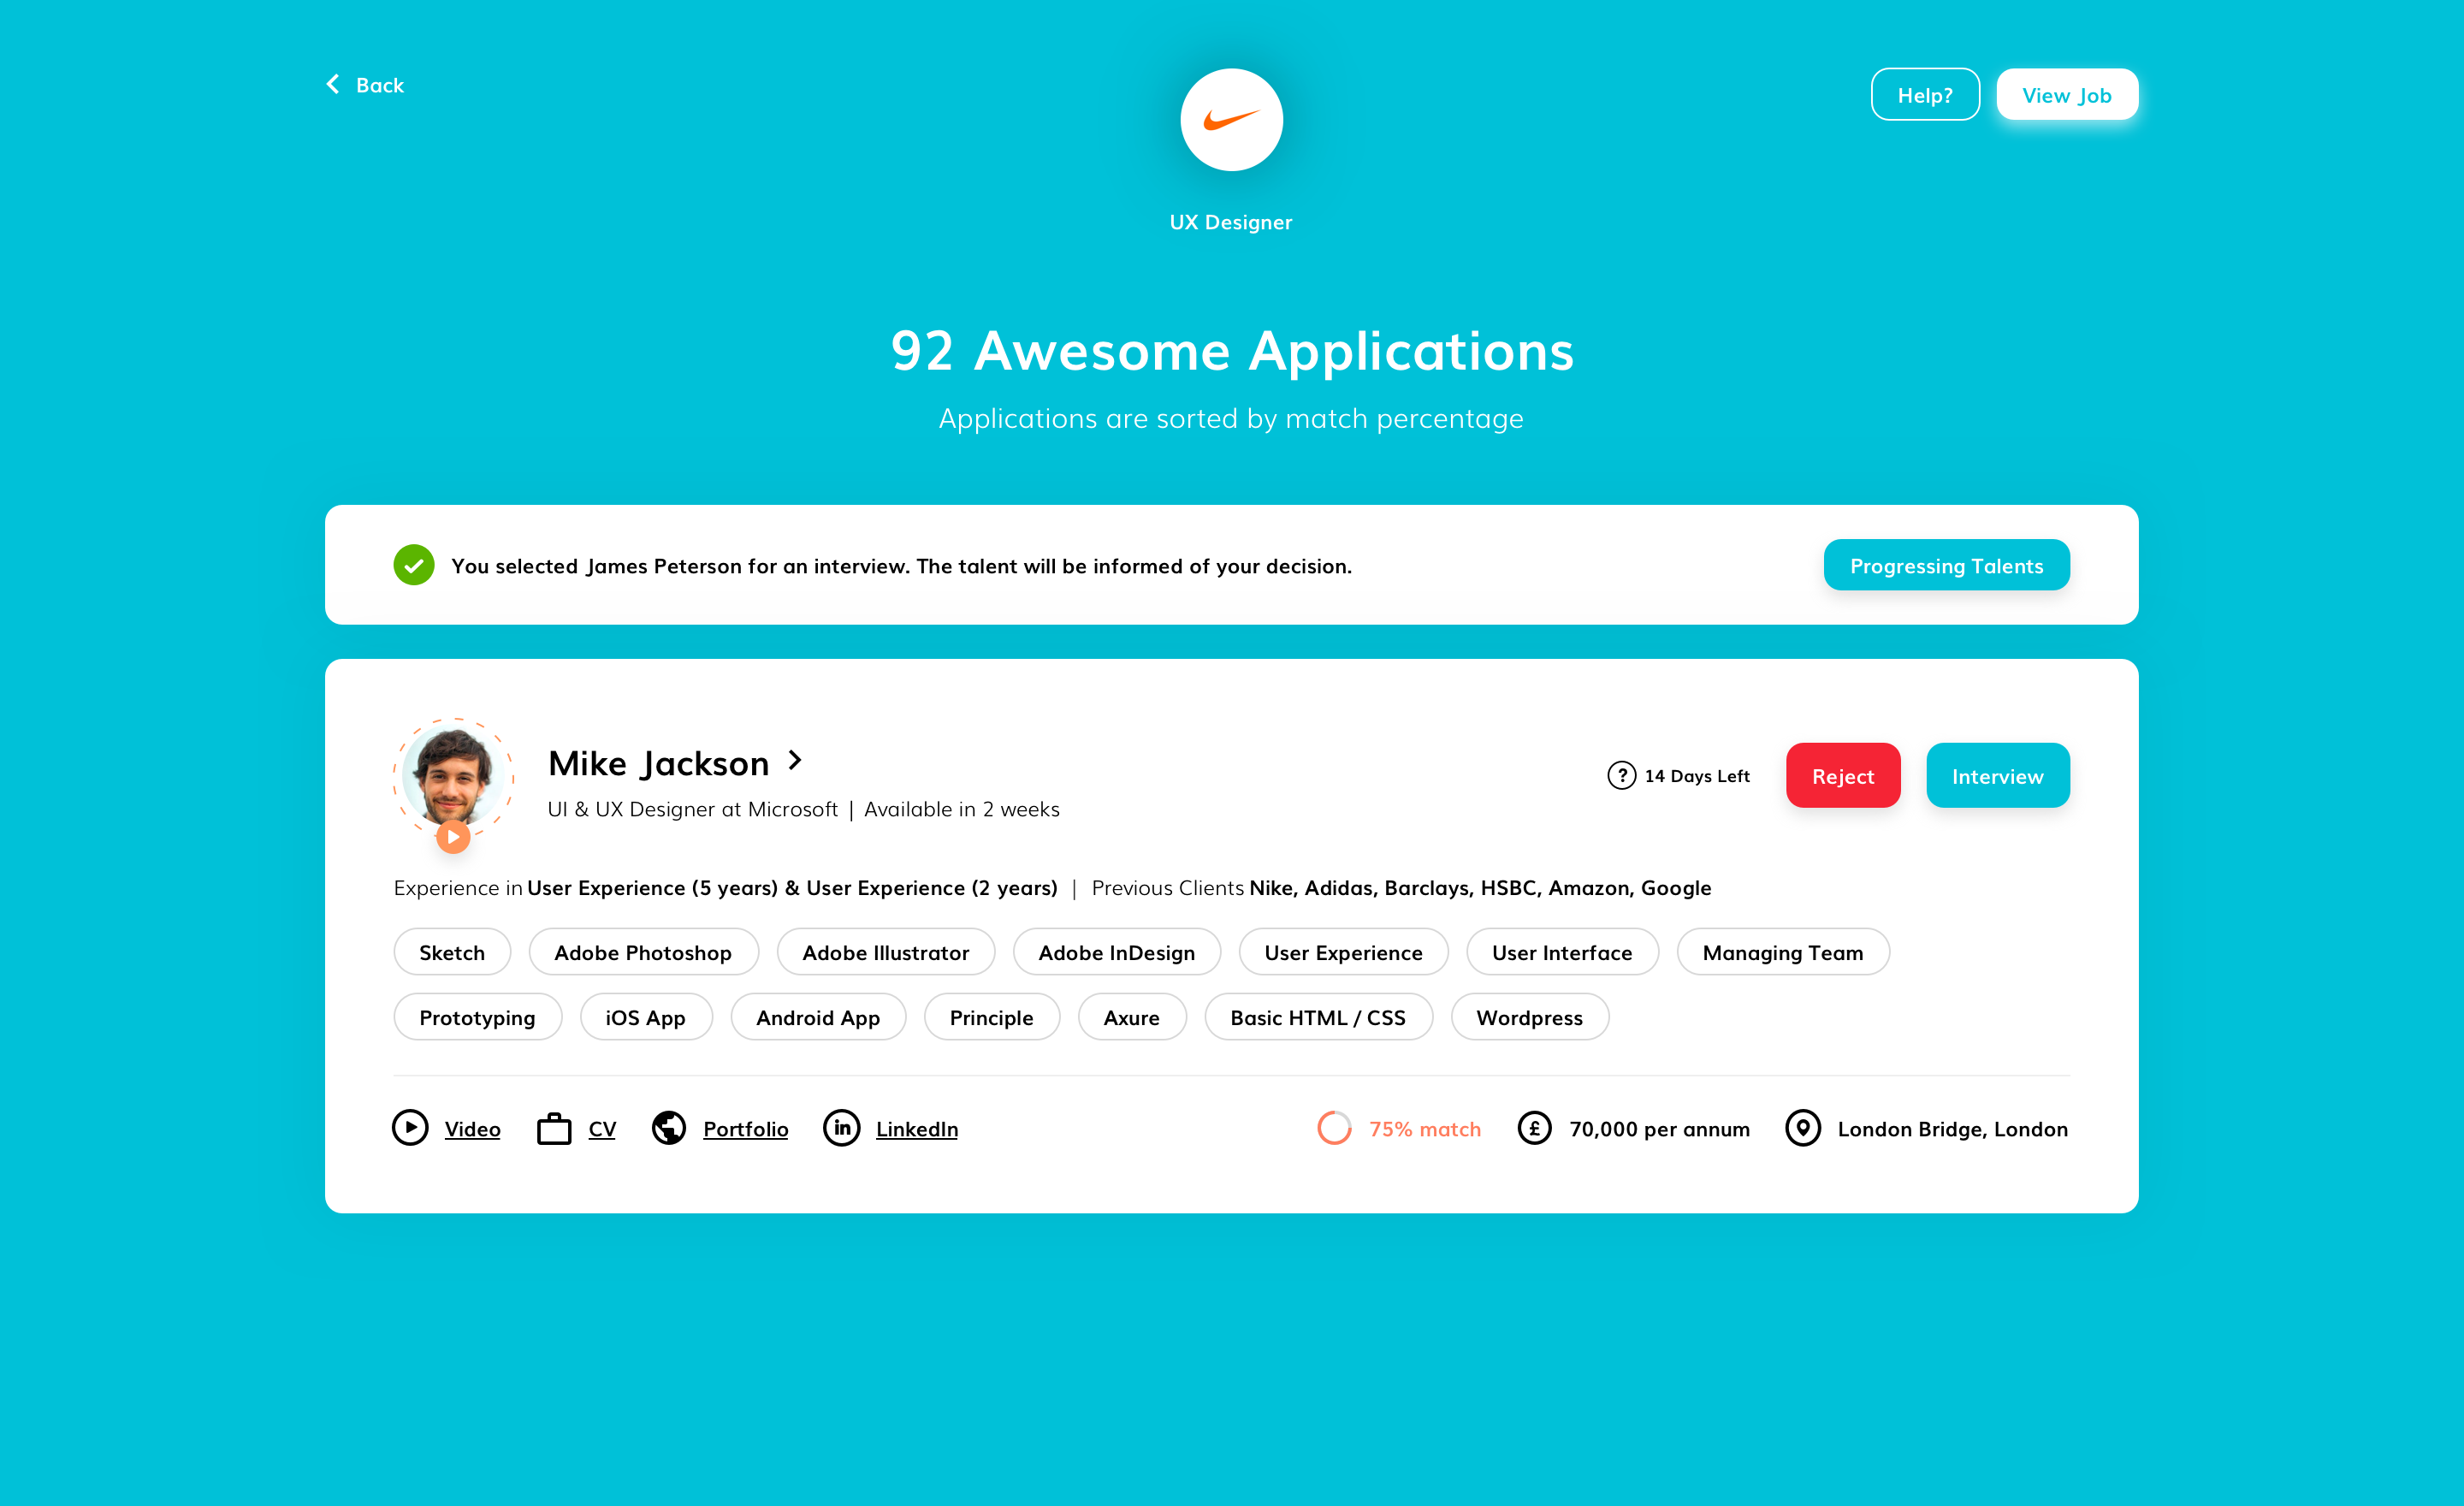 Back
Help?
View Job
UX Designer
92 Awesome Applications
Applications are sorted by match percentage
You selected James Peterson for an interview. The talent will be informed of your decision.
Progressing Talents
Mike Jackson
UI & UX Designer at Microsoft | Available in 2 weeks
? 14 Days Left
Reject
Interview
Experience in User Experience (5 years) & User Experience (2 years) | Previous Clients Nike, Adidas, Barclays, HSBC, Amazon, Google
Sketch Adobe Photoshop Adobe Illustrator Adobe InDesign User Experience User Interface Managing Team
Prototyping iOS App Android App Principle Axure Basic HTML / CSS Wordpress
Video CV Portfolio in LinkedIn 75% match £ 70,000 per annum London Bridge, London